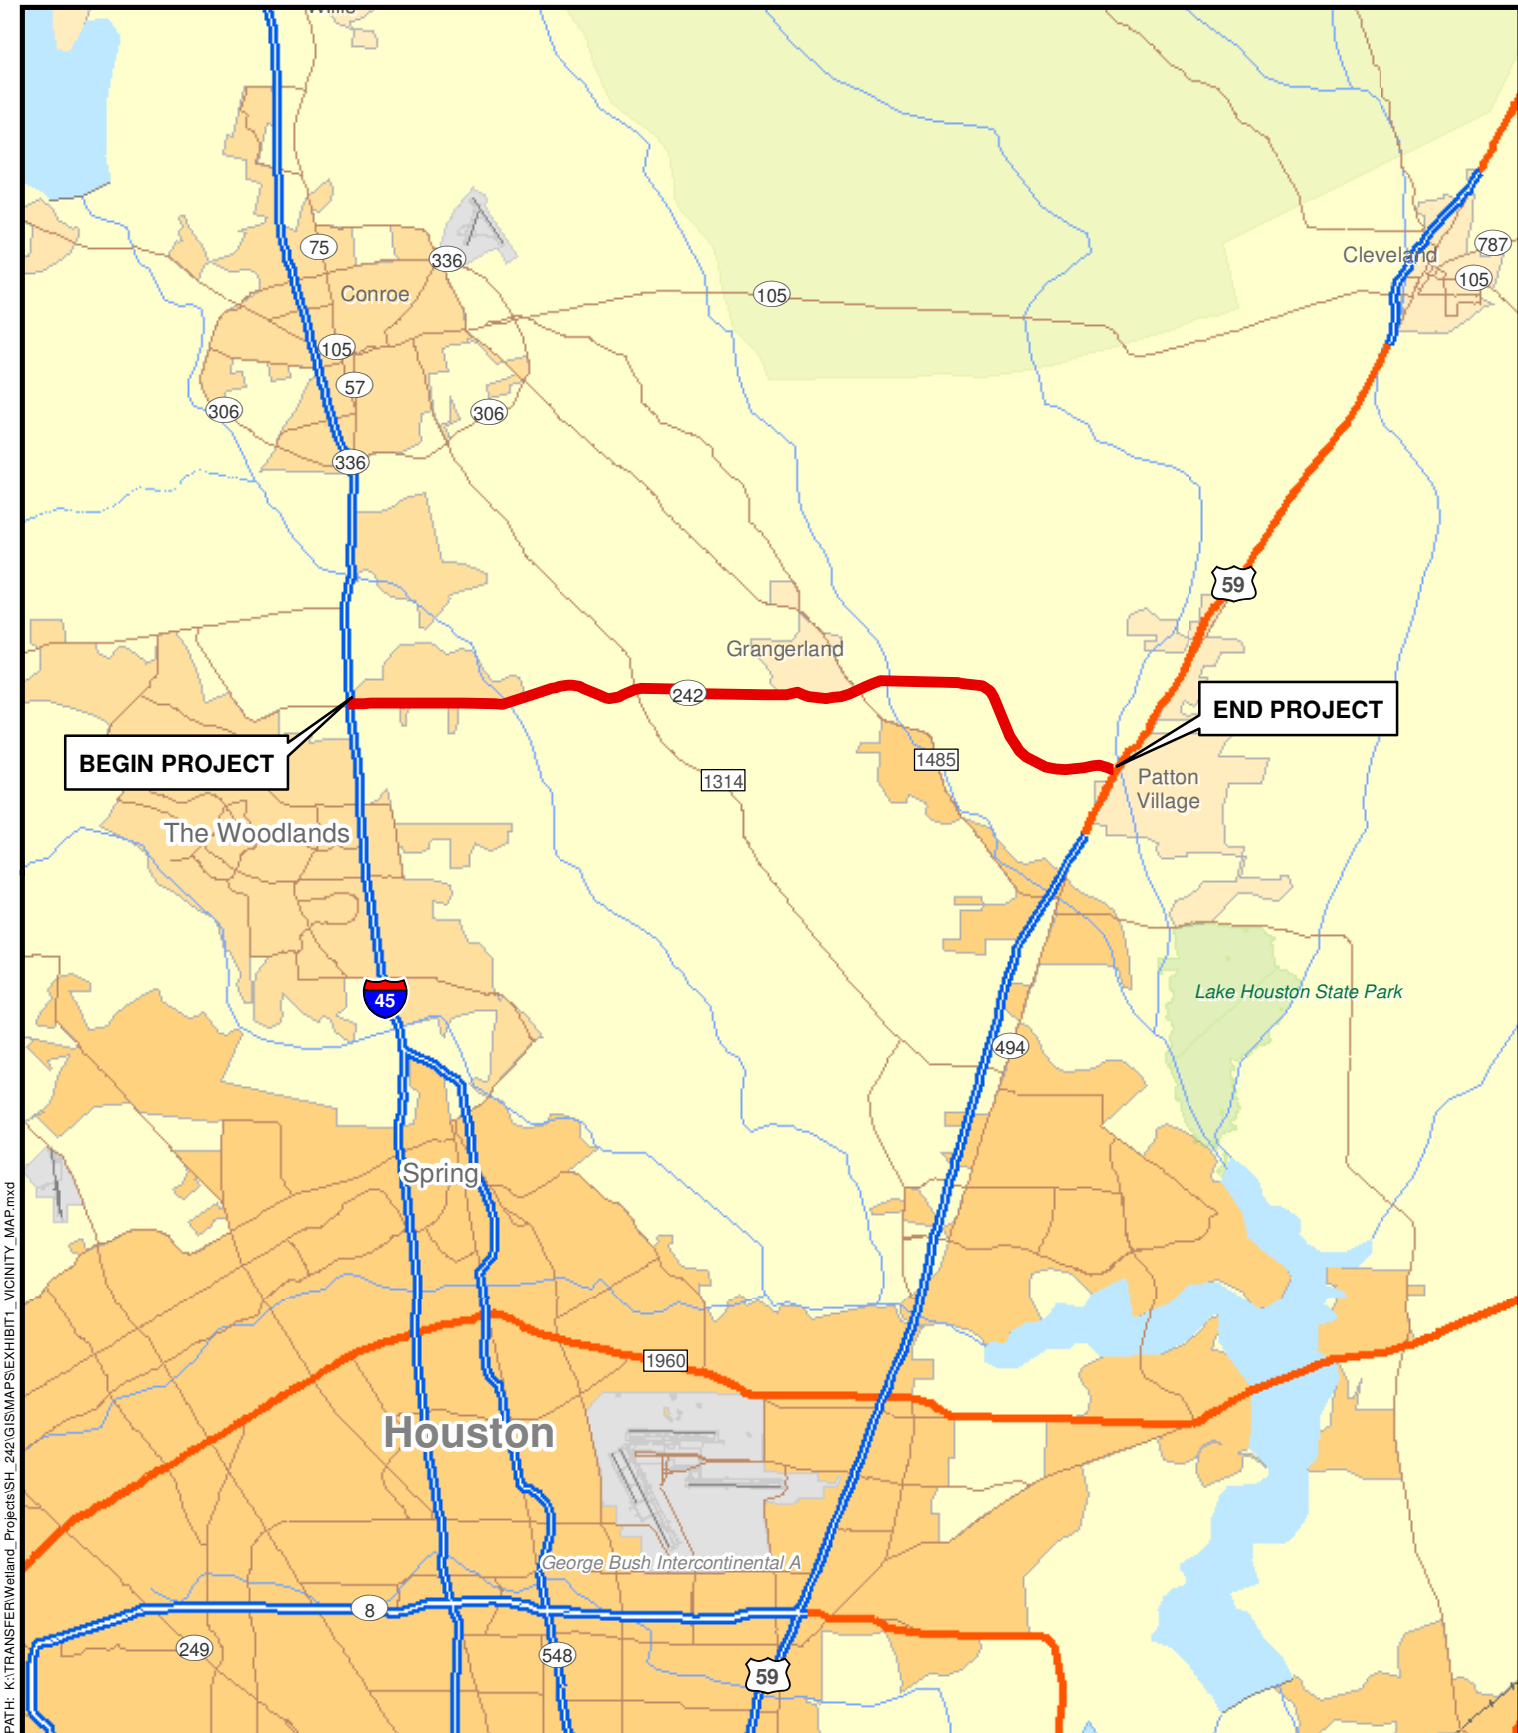 Willis
75
336
Conroe
105
Cleveland
787
105
105
57
306
306
336
59
Grangerland
242
END PROJECT
BEGIN PROJECT
1485
1314
Patton
Village
The Woodlands
45
Lake Houston State Park
494
Spring
1960
Houston
George Bush Intercontinental A
8
249
548
59
PATH: K:\TRANSFER\Wetland_Projects\SH_242\GIS\MAPS\EXHIBIT1_VICINITY_MAP.mxd